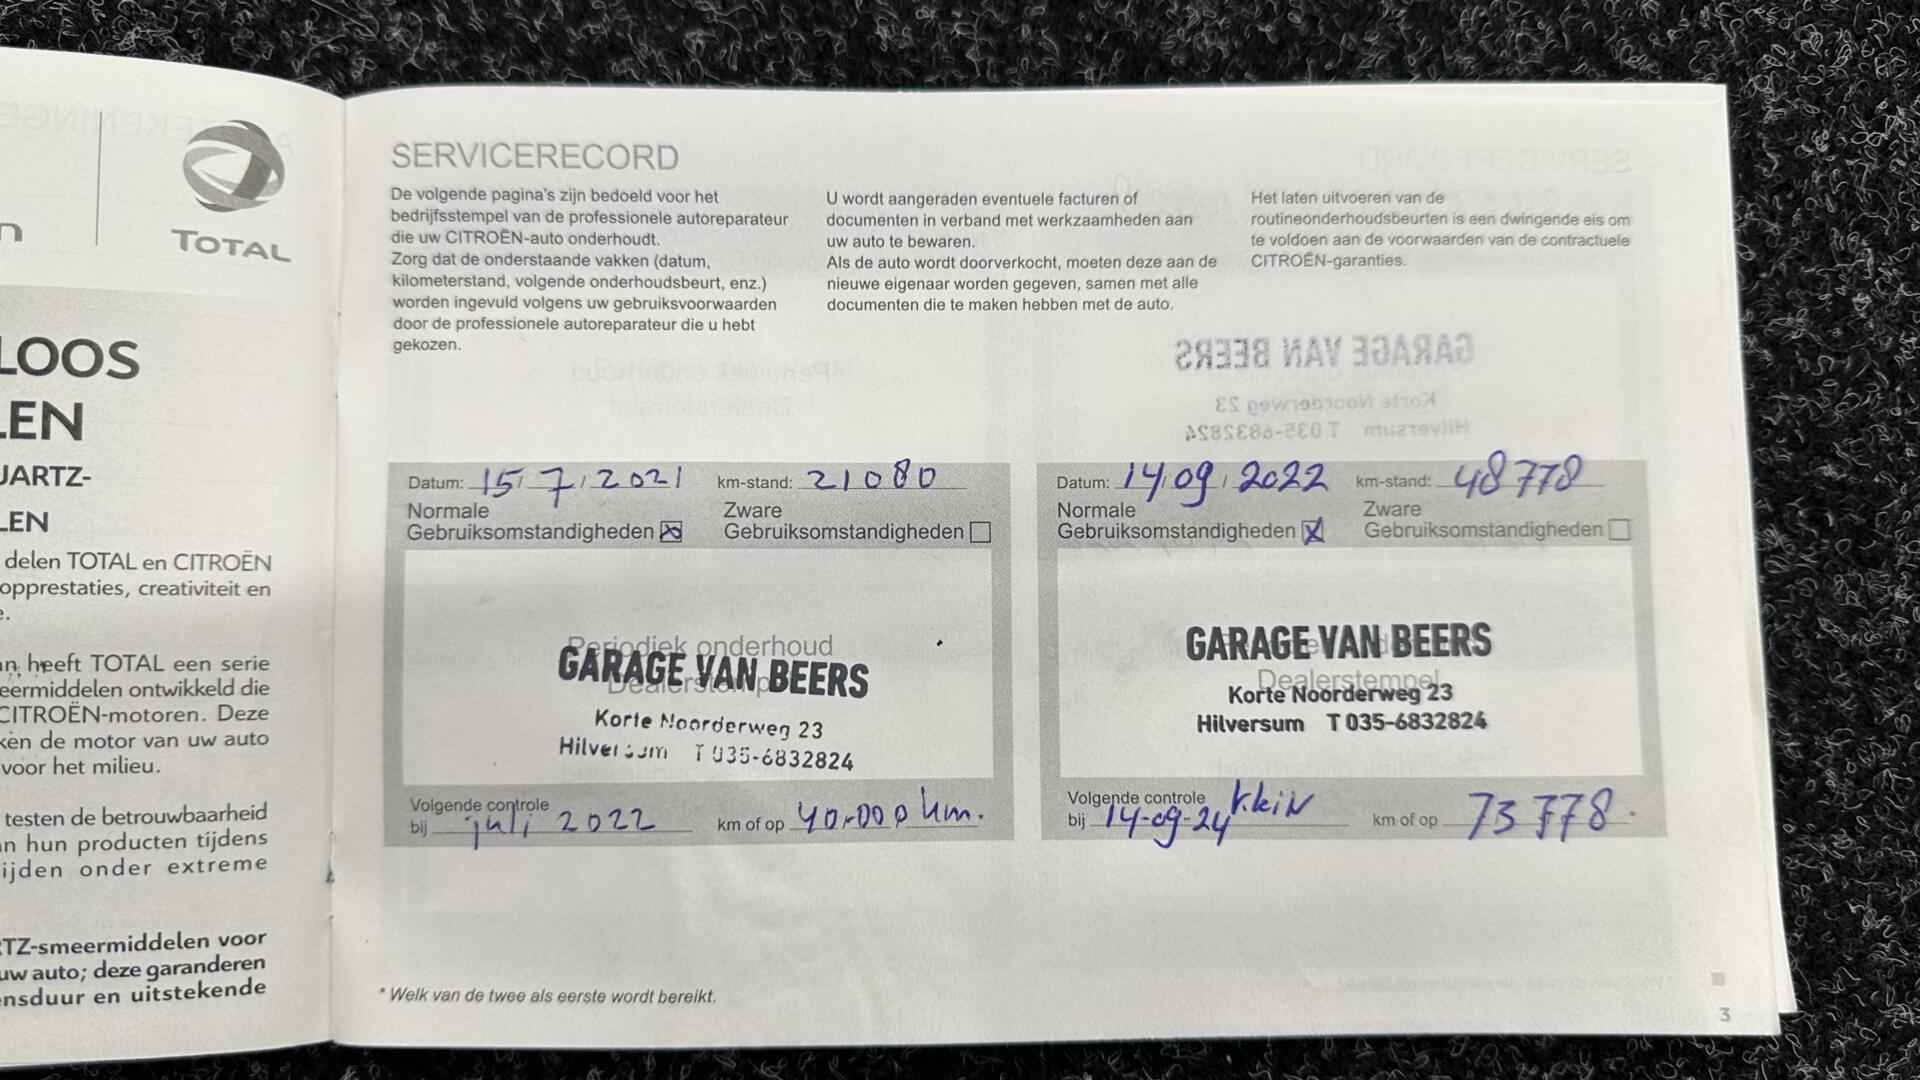 TOTAL
LOOS
LEN
UARTZ-
LEN
delen TOTAL en CITROËN
opprestaties, creativiteit en
e.
an heeft TOTAL een serie
eermiddelen ontwikkeld die
CITROËN-motoren. Deze
ken de motor van uw auto
voor het milieu.
testen de betrouwbaarheid
an hun producten tijdens
ijden onder extreme
TZ-smeermiddelen voor
uw auto; deze garanderen
ensduur en uitstekende
SERVICERECORD
De volgende pagina's zijn bedoeld voor het
bedrijfsstempel van de professionele autoreparateur
die uw CITROËN-auto onderhoudt.
Zorg dat de onderstaande vakken (datum,
kilometerstand, volgende onderhoudsbeurt, enz.)
worden ingevuld volgens uw gebruiksvoorwaarden
door de professionele autoreparateur die u hebt
gekozen.
U wordt aangeraden eventuele facturen of
documenten in verband met werkzaamheden aan
uw auto te bewaren.
Als de auto wordt doorverkocht, moeten deze aan de
nieuwe eigenaar worden gegeven, samen met alle
documenten die te maken hebben met de auto.
Het laten uitvoeren van de
routineonderhoudsbeurten is een dwingende eis om
te voldoen aan de voorwaarden van de contractuele
CITROËN-garanties.
Datum: 15/7/2021 km-stand: 21080
Normale Zware
Gebruiksomstandigheden Gebruiksomstandigheden
Periodiek onderhoud
GARAGE VAN BEERS
Dealerstempel
Korte Noorderweg 23
Hilversum T 035-6832824
Volgende controle
bij juli 2022 km of op 40.000 km.
Datum: 14/09/2022 km-stand: 48778
Normale Zware
Gebruiksomstandigheden Gebruiksomstandigheden
GARAGE VAN BEERS
Dealerstempel
Korte Noorderweg 23
Hilversum T 035-6832824
Volgende controle klein
bij 14-09-24 km of op 73778.
* Welk van de twee als eerste wordt bereikt.
3